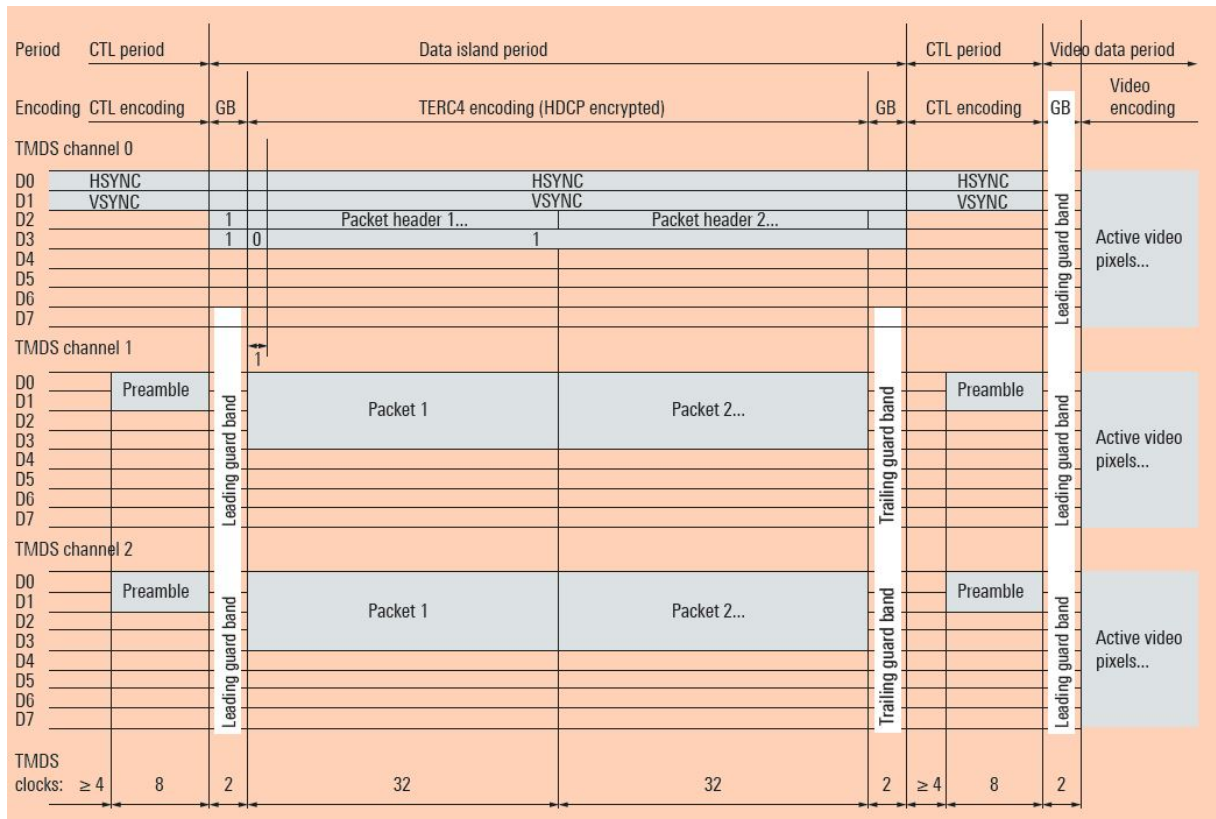 Period CTL period Data island period CTL period Video data period
Encoding CTL encoding GB TERC4 encoding (HDCP encrypted) GB CTL encoding GB Video encoding
TMDS channel 0
D0 HSYNC HSYNC HSYNC
D1 VSYNC VSYNC VSYNC
D2 1 Packet header 1... Packet header 2...
D3 1 0 1
D4
D5
D6
D7
Leading guard band
Active video
pixels...
TMDS channel 1
1
D0
D1
D2
D3
D4
D5
D6
D7
Preamble
Leading guard band
Packet 1
Packet 2...
Trailing guard band
Preamble
Leading guard band
Active video
pixels...
TMDS channel 2
D0
D1
D2
D3
D4
D5
D6
D7
Preamble
Leading guard band
Packet 1
Packet 2...
Trailing guard band
Preamble
Leading guard band
Active video
pixels...
TMDS
clocks: ≥ 4 8 2 32 32 2 ≥ 4 8 2